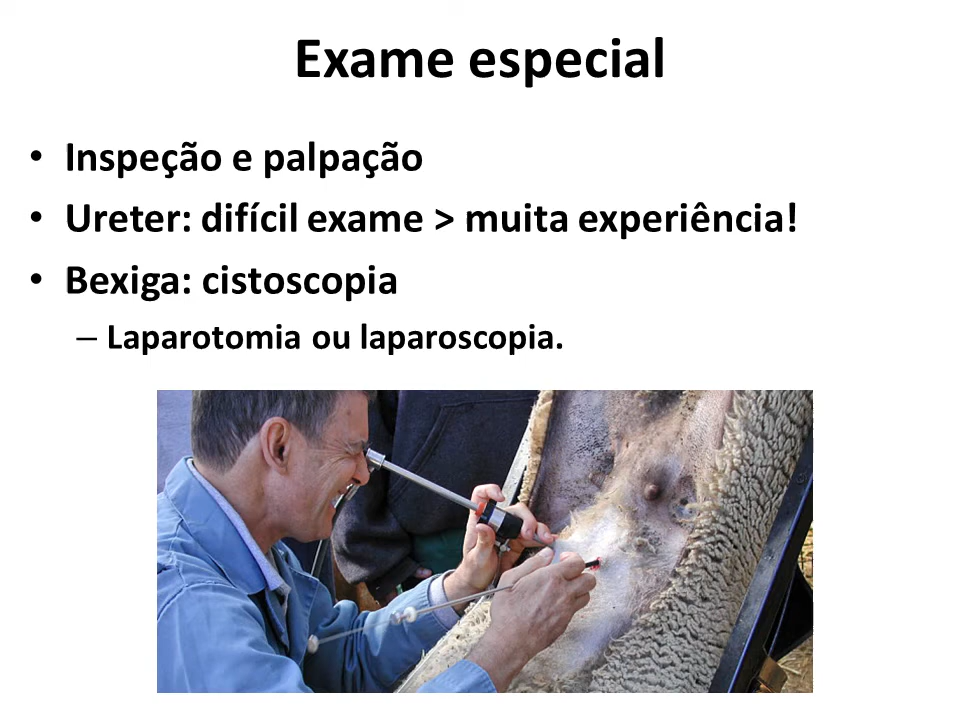 Exame especial
• Inspeção e palpação
• Ureter: difícil exame > muita experiência!
• Bexiga: cistoscopia
– Laparotomia ou laparoscopia.